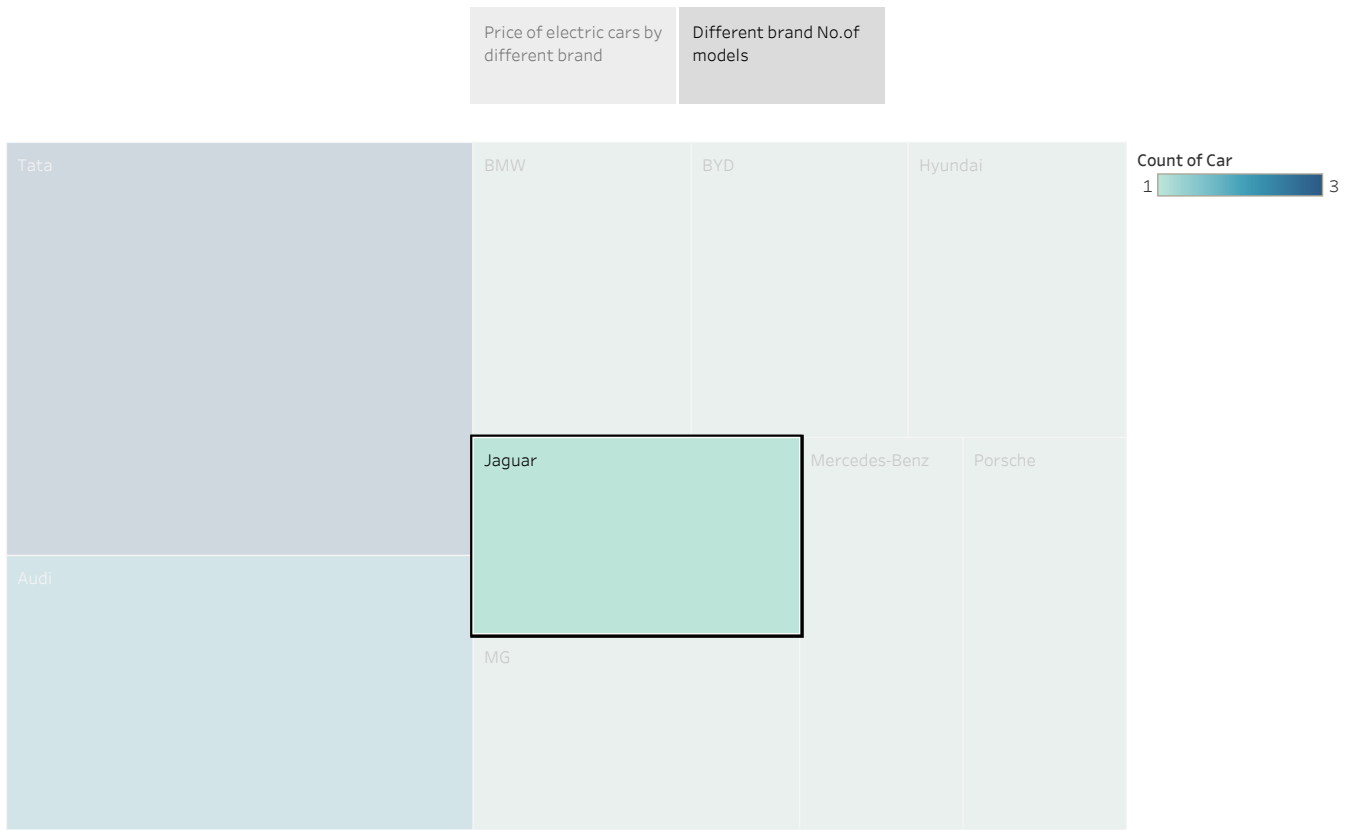 Price of electric cars by
different brand
Different brand No.of
models
Tata
BMW
BYD
Hyundai
Count of Car
1
3
Jaguar
Mercedes-Benz
Porsche
Audi
MG